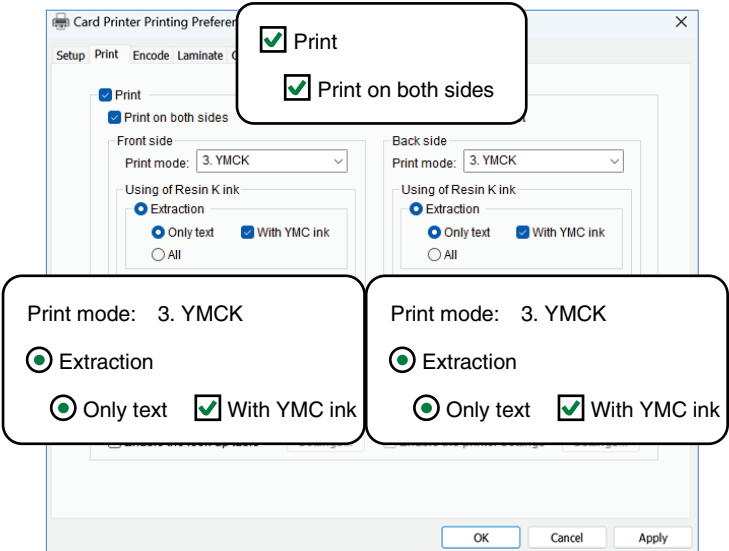 Card Printer Printing Prefere
Print
Print on both sides
Setup Print Encode Laminate
Print
Print on both sides
Front side
Print mode: 3. YMCK
Using of Resin K ink
Extraction
Only text With YMC ink
All
Back side
Print mode: 3. YMCK
Using of Resin K ink
Extraction
Only text With YMC ink
All
Print mode: 3. YMCK
Extraction
Only text With YMC ink
Print mode: 3. YMCK
Extraction
Only text With YMC ink
OK Cancel Apply